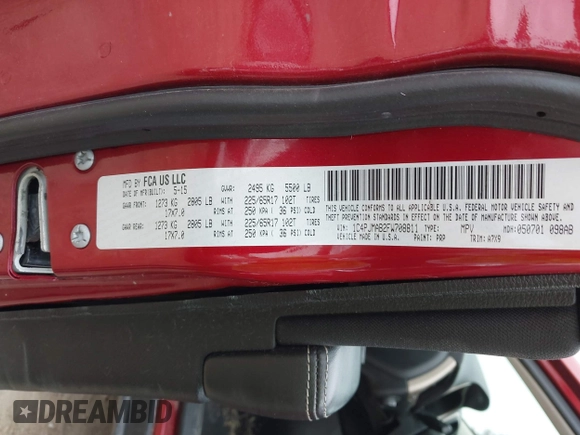 MFD BY FCA US LLC
DATE OF MFR(BUILT): 5-15 GVWR: 2495 KG 5500 LB
GAWR FRONT: 1273 KG 2805 LB WITH 225/65R17 102T TIRES
17X7.0 RIMS AT 250 KPA ( 36 PSI) COLD
GAWR REAR: 1273 KG 2805 LB WITH 225/65R17 102T TIRES
17X7.0 RIMS AT 250 KPA ( 36 PSI) COLD
THIS VEHICLE CONFORMS TO ALL APPLICABLE U.S.A. FEDERAL MOTOR VEHICLE SAFETY AND
THEFT PREVENTION STANDARDS IN EFFECT ON THE DATE OF MANUFACTURE SHOWN ABOVE.
VIN: 1C4PJMAB2FW708811 TYPE: MPV MDH: 050701 098AB
VEHICLE MADE IN U.S.A. PAINT: PRP TRIM: A7X9
DREAMBID